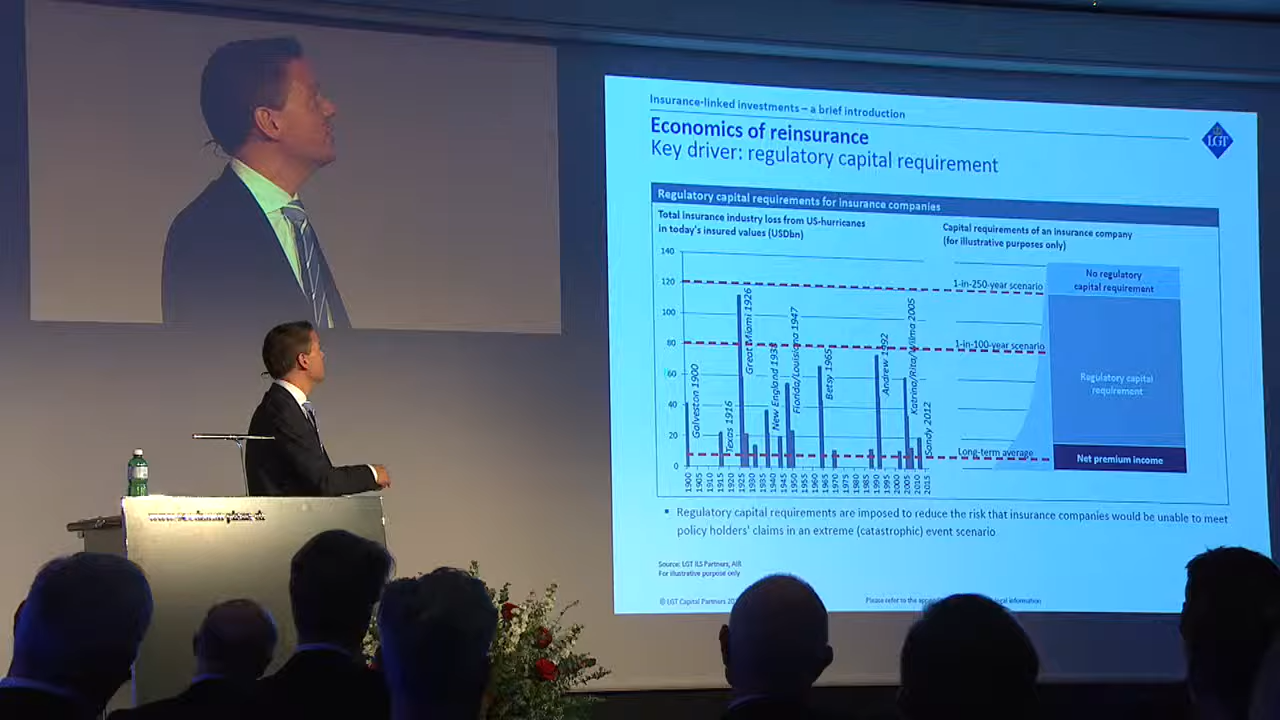 Insurance-linked investments – a brief introduction
Economics of reinsurance
Key driver: regulatory capital requirement
LGT
Regulatory capital requirements for insurance companies
Total insurance industry loss from US-hurricanes
in today's insured values (USDbn)
Capital requirements of an insurance company
(for illustrative purposes only)
140
120
100
80
60
40
20
0
Galveston 1900
Texas 1916
Great Miami 1926
New England 1938
Florida/Louisiana 1947
Betsy 1965
Andrew 1992
Katrina/Rita/Wilma 2005
Sandy 2012
1900 1905 1910 1915 1920 1925 1930 1935 1940 1945 1950 1955 1960 1965 1970 1975 1980 1985 1990 1995 2000 2005 2010 2015
1-in-250-year scenario
1-in-100-year scenario
Long-term average
No regulatory
capital requirement
Regulatory capital
requirement
Net premium income
▪ Regulatory capital requirements are imposed to reduce the risk that insurance companies would be unable to meet
policy holders' claims in an extreme (catastrophic) event scenario
Source: LGT ILS Partners, AIR
For illustrative purpose only
© LGT Capital Partners
Please refer to the
information